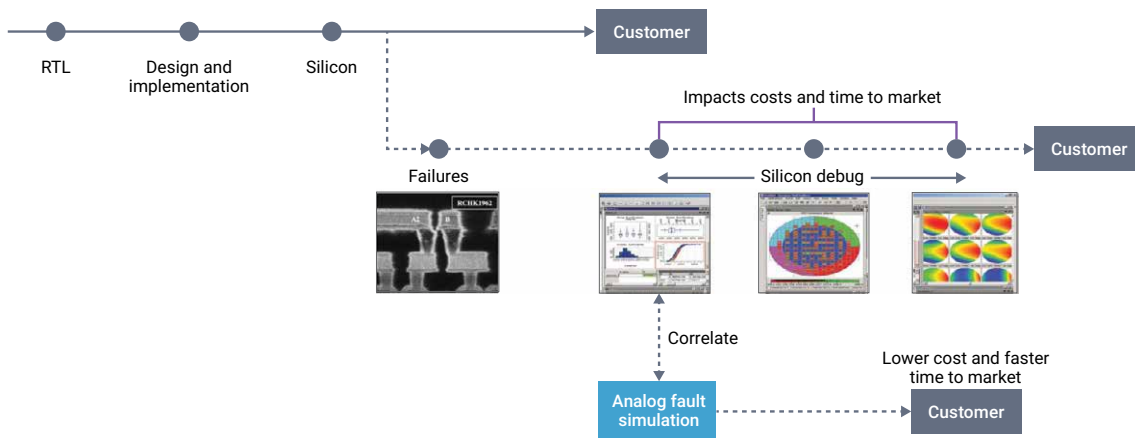 Customer
RTL
Design and
implementation
Silicon
Impacts costs and time to market
Customer
Failures
Silicon debug
RCHK1962
Correlate
Lower cost and faster
time to market
Analog fault
simulation
Customer